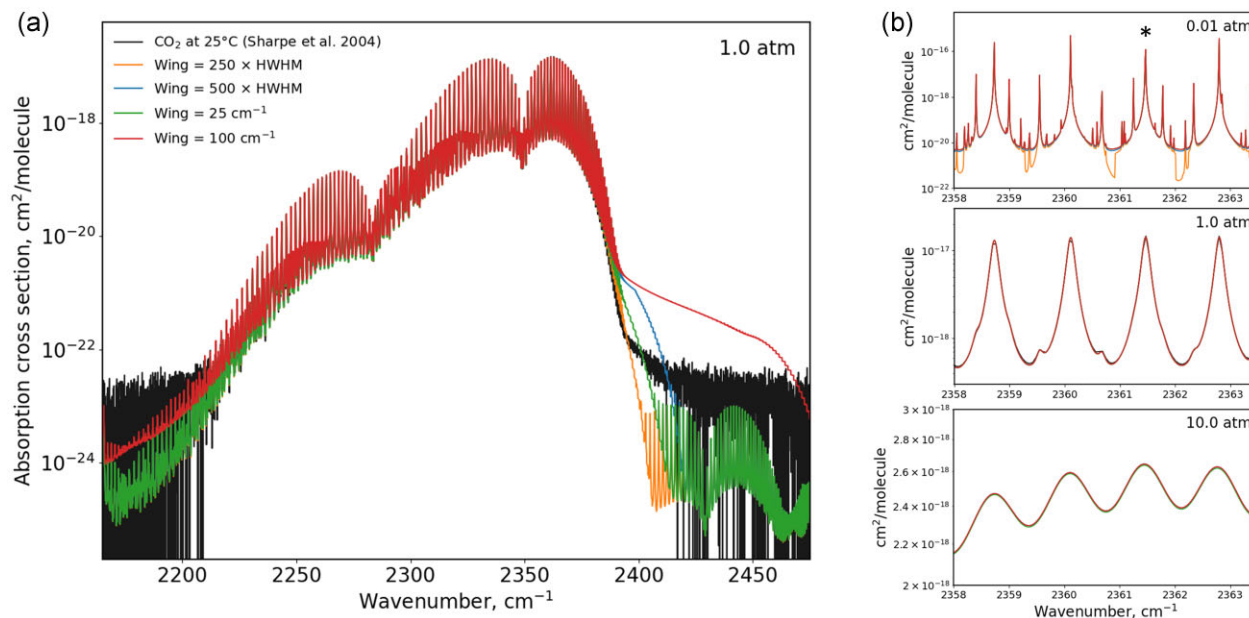 (a)
CO₂ at 25°C (Sharpe et al. 2004)
Wing = 250 × HWHM
Wing = 500 × HWHM
Wing = 25 cm⁻¹
Wing = 100 cm⁻¹
1.0 atm
Absorption cross section, cm²/molecule
10⁻¹⁸
10⁻²⁰
10⁻²²
10⁻²⁴
2200
2250
2300
2350
2400
2450
Wavenumber, cm⁻¹
(b)
*
0.01 atm
cm²/molecule
10⁻¹⁶
10⁻¹⁸
10⁻²⁰
10⁻²²
2358
2359
2360
2361
2362
2363
1.0 atm
cm²/molecule
10⁻¹⁷
10⁻¹⁸
2358
2359
2360
2361
2362
2363
10.0 atm
cm²/molecule
3 × 10⁻¹⁸
2.8 × 10⁻¹⁸
2.6 × 10⁻¹⁸
2.4 × 10⁻¹⁸
2.2 × 10⁻¹⁸
2 × 10⁻¹⁸
2358
2359
2360
2361
2362
2363
Wavenumber, cm⁻¹